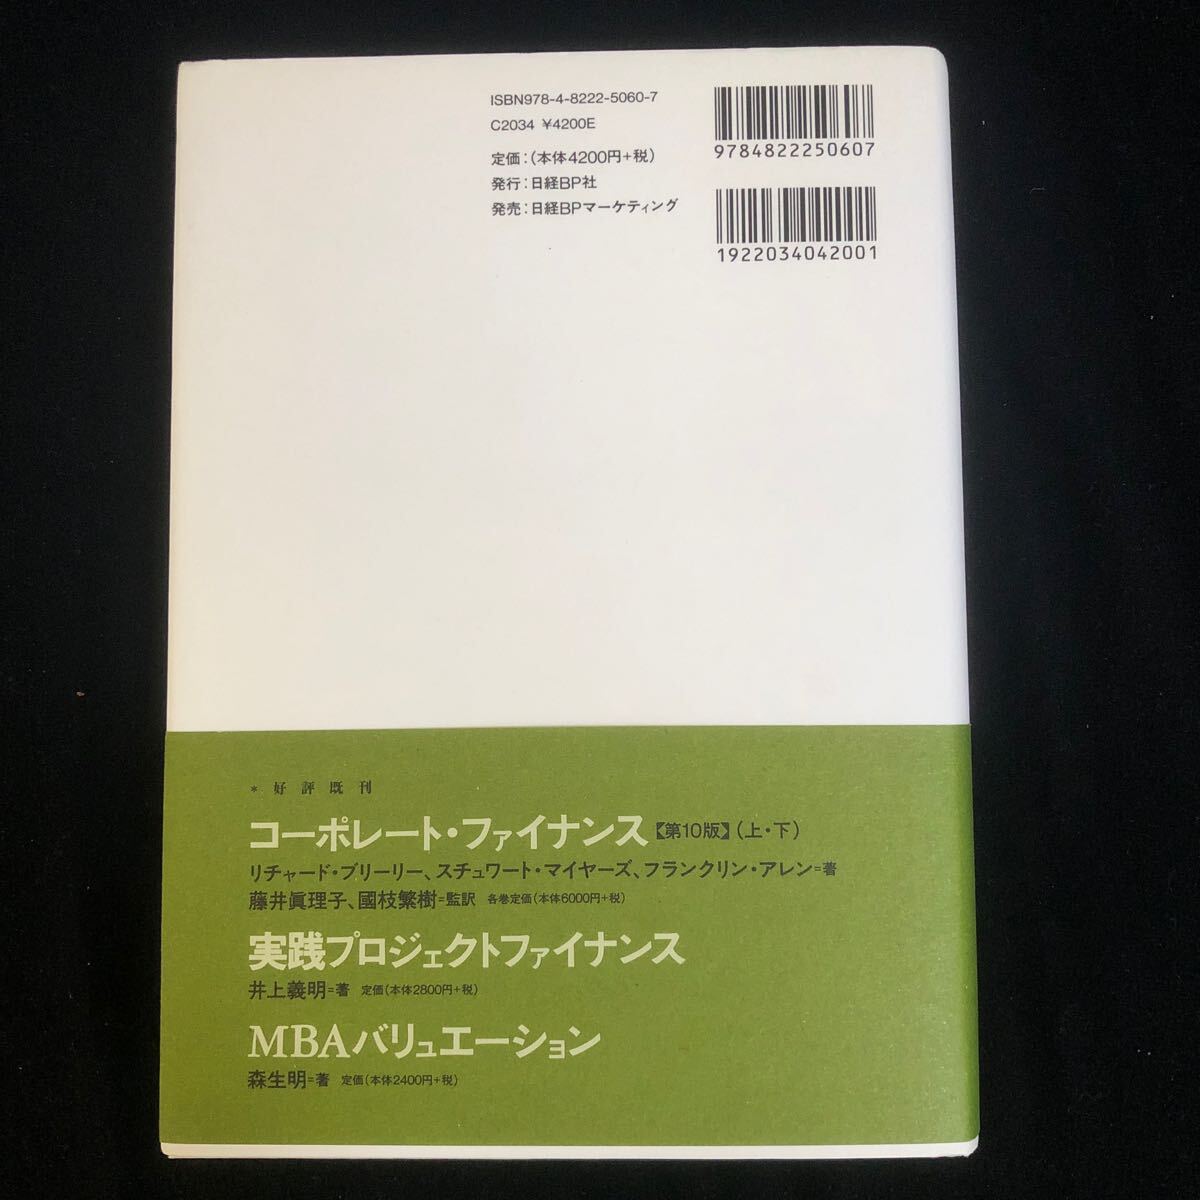 ISBN978-4-8222-5060-7
C2034 ¥4200E
定価：（本体4200円+税）
発行：日経BP社
発売：日経BPマーケティング
9784822250607
1922034042001
＊好評既刊
コーポレート・ファイナンス【第10版】（上・下）
リチャード・ブリーリー、スチュワート・マイヤーズ、フランクリン・アレン=著
藤井眞理子、國枝繁樹=監訳 各巻定価（本体6000円+税）
実践プロジェクトファイナンス
井上義明=著 定価（本体2800円+税）
MBAバリュエーション
森生明=著 定価（本体2400円+税）